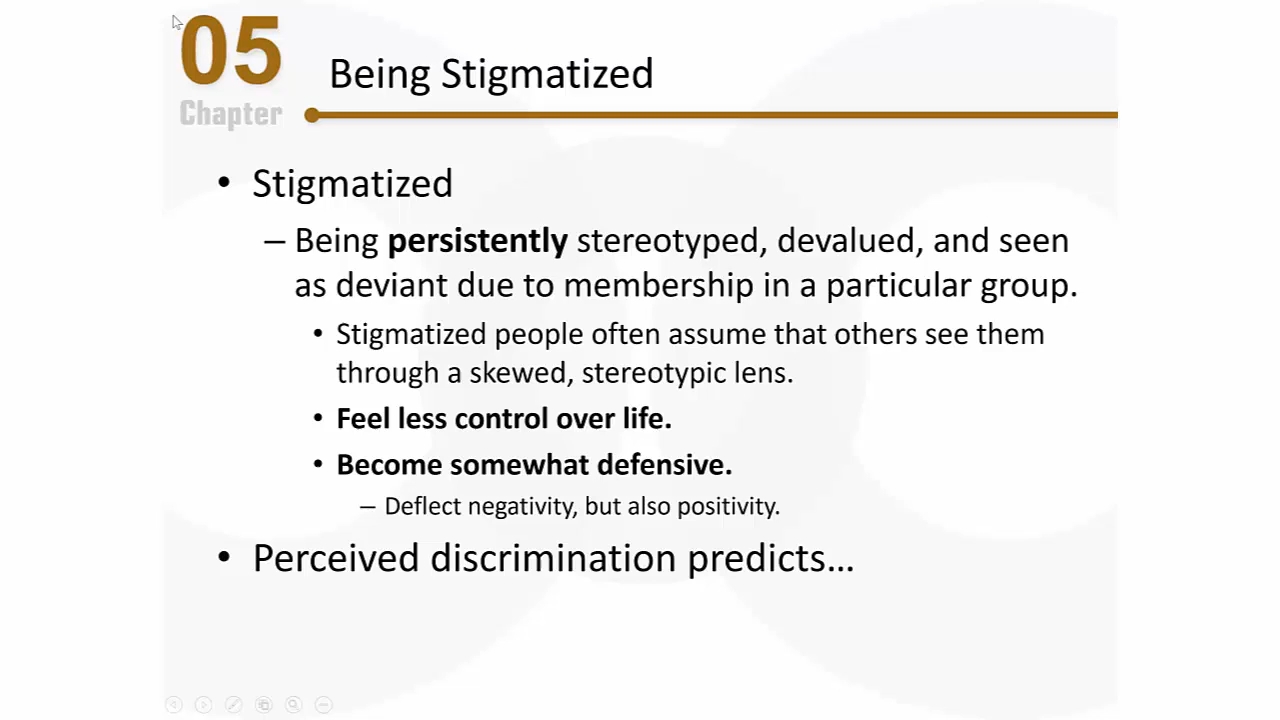 05
Chapter
Being Stigmatized
• Stigmatized
– Being persistently stereotyped, devalued, and seen
as deviant due to membership in a particular group.
• Stigmatized people often assume that others see them
through a skewed, stereotypic lens.
• Feel less control over life.
• Become somewhat defensive.
– Deflect negativity, but also positivity.
• Perceived discrimination predicts…